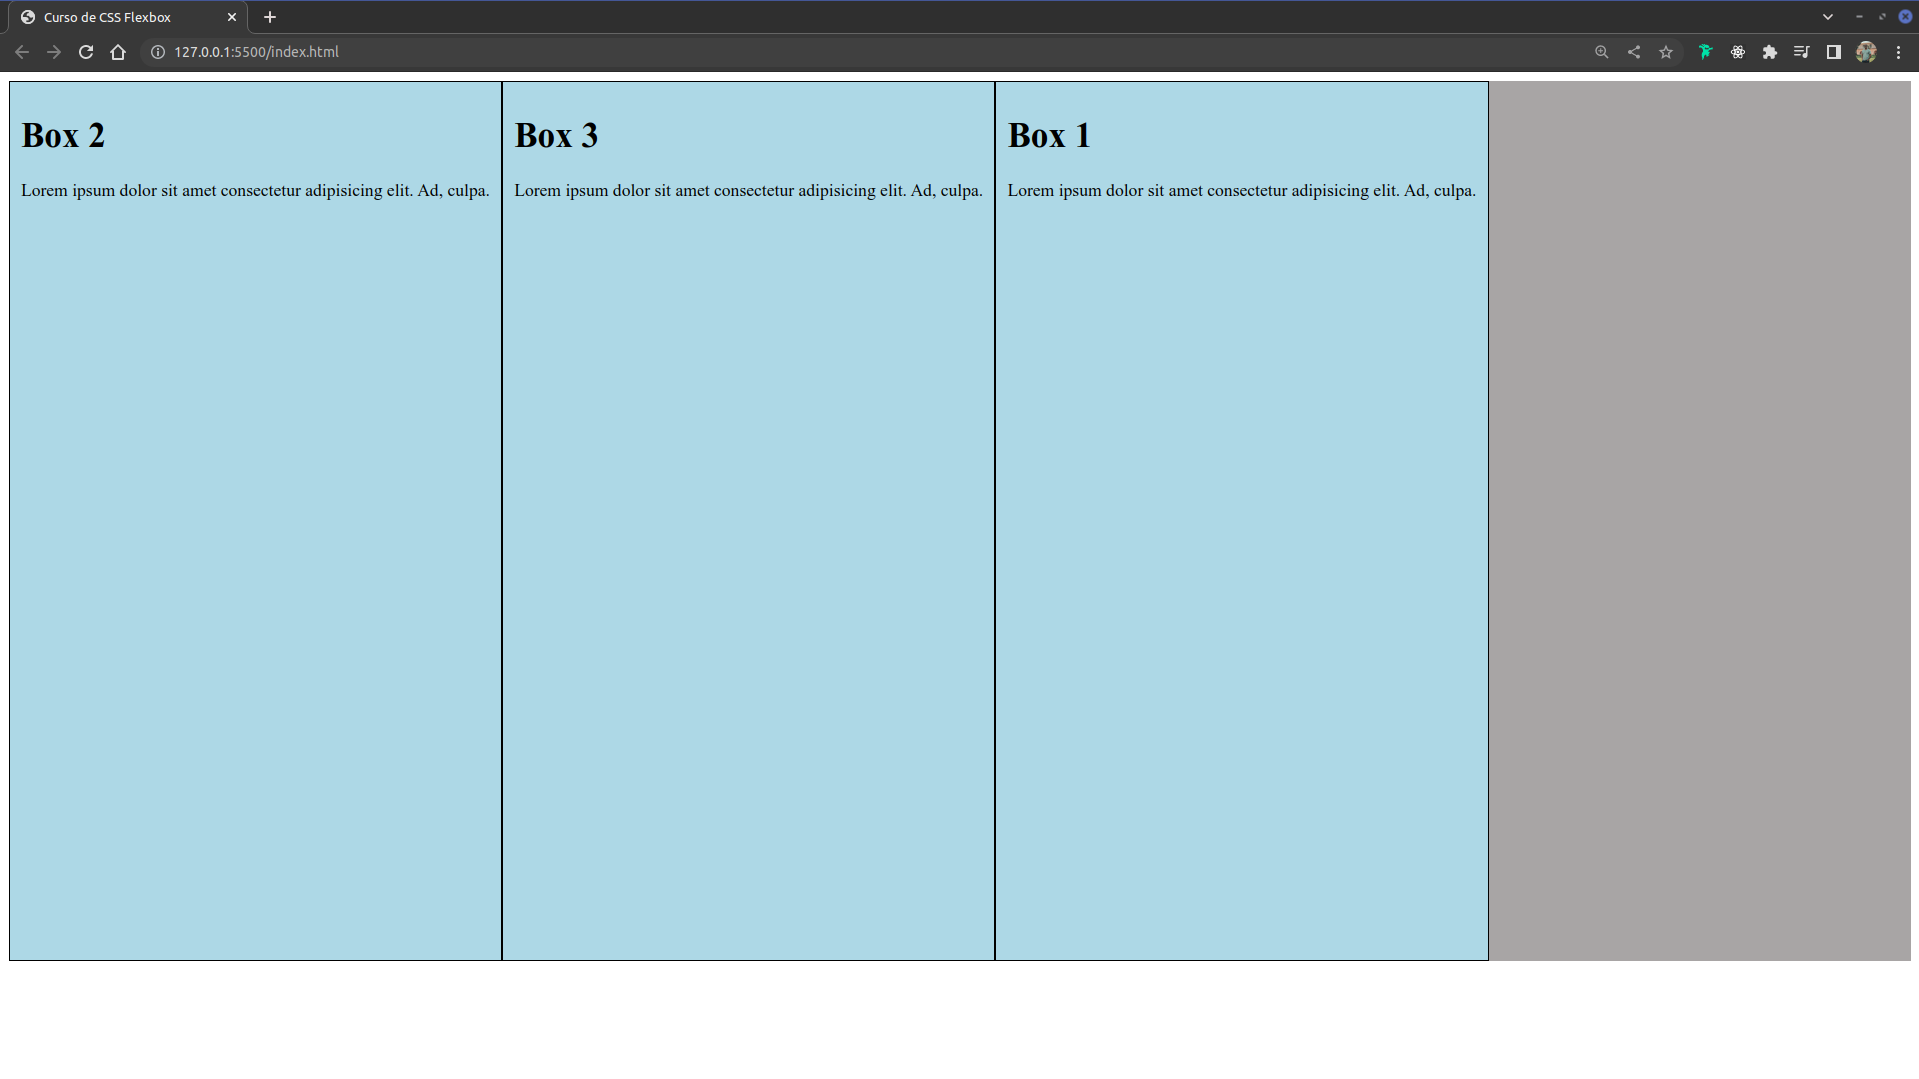 Curso de CSS Flexbox
127.0.0.1:5500/index.html
Box 2
Lorem ipsum dolor sit amet consectetur adipisicing elit. Ad, culpa.
Box 3
Lorem ipsum dolor sit amet consectetur adipisicing elit. Ad, culpa.
Box 1
Lorem ipsum dolor sit amet consectetur adipisicing elit. Ad, culpa.